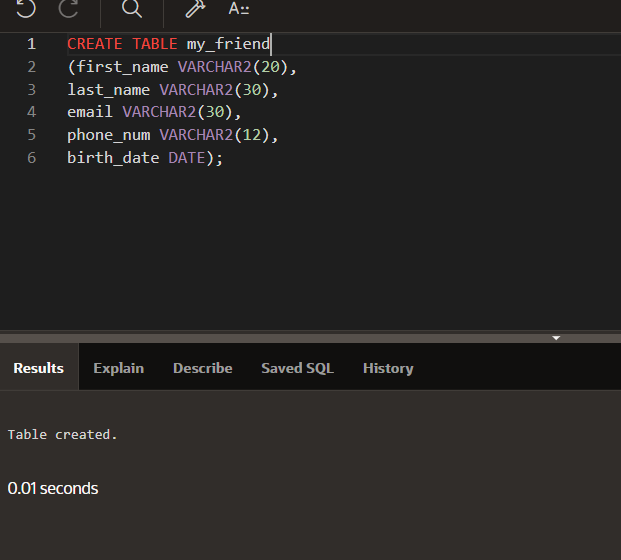 A::
1 CREATE TABLE my_friend
2 (first_name VARCHAR2(20),
3 last_name VARCHAR2(30),
4 email VARCHAR2(30),
5 phone_num VARCHAR2(12),
6 birth_date DATE);
Results Explain Describe Saved SQL History
Table created.
0.01 seconds